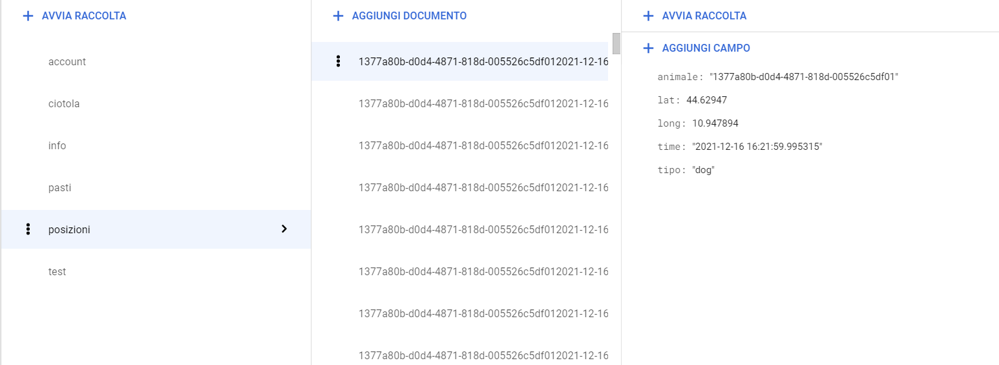 AVVIA RACCOLTA
account
ciotola
info
pasti
posizioni
test
AGGIUNGI DOCUMENTO
1377a80b-d0d4-4871-818d-005526c5df012021-12-16
1377a80b-d0d4-4871-818d-005526c5df012021-12-16
1377a80b-d0d4-4871-818d-005526c5df012021-12-16
1377a80b-d0d4-4871-818d-005526c5df012021-12-16
1377a80b-d0d4-4871-818d-005526c5df012021-12-16
1377a80b-d0d4-4871-818d-005526c5df012021-12-16
1377a80b-d0d4-4871-818d-005526c5df012021-12-16
1377a80b-d0d4-4871-818d-005526c5df012021-12-16
AVVIA RACCOLTA
AGGIUNGI CAMPO
animale: "1377a80b-d0d4-4871-818d-005526c5df01"
lat: 44.62947
long: 10.947894
time: "2021-12-16 16:21:59.995315"
tipo: "dog"